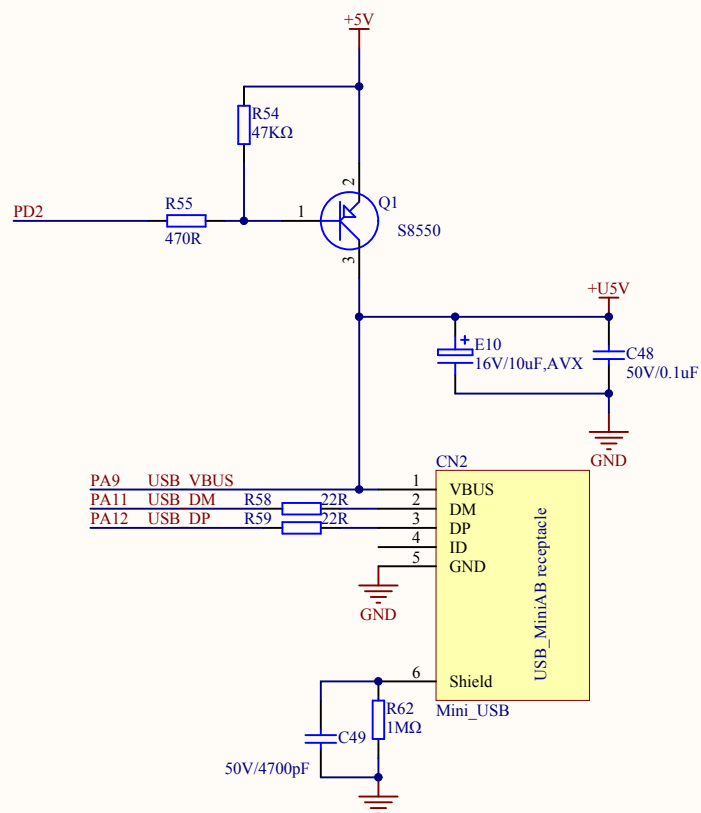 +5V
R54
47KΩ
2
Q1
R55
PD2
1
S8550
470R
3
+U5V
E10
16V/10uF,AVX
C48
50V/0.1uF
GND
CN2
PA9 USB_VBUS 1 VBUS
PA11 USB_DM R58 22R 2 DM
PA12 USB_DP R59 22R 3 DP
4 ID
5 GND
GND
USB_MiniAB receptacle
6 Shield
Mini_USB
R62
1MΩ
C49
50V/4700pF